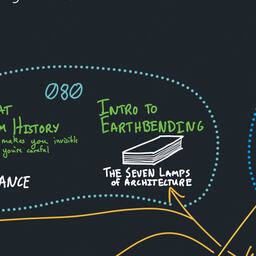 080
AT
M HISTORY
makes you invisible
you're careful
ANCE
INTRO TO
EARTHBENDING
THE SEVEN LAMPS
OF ARCHITECTURE